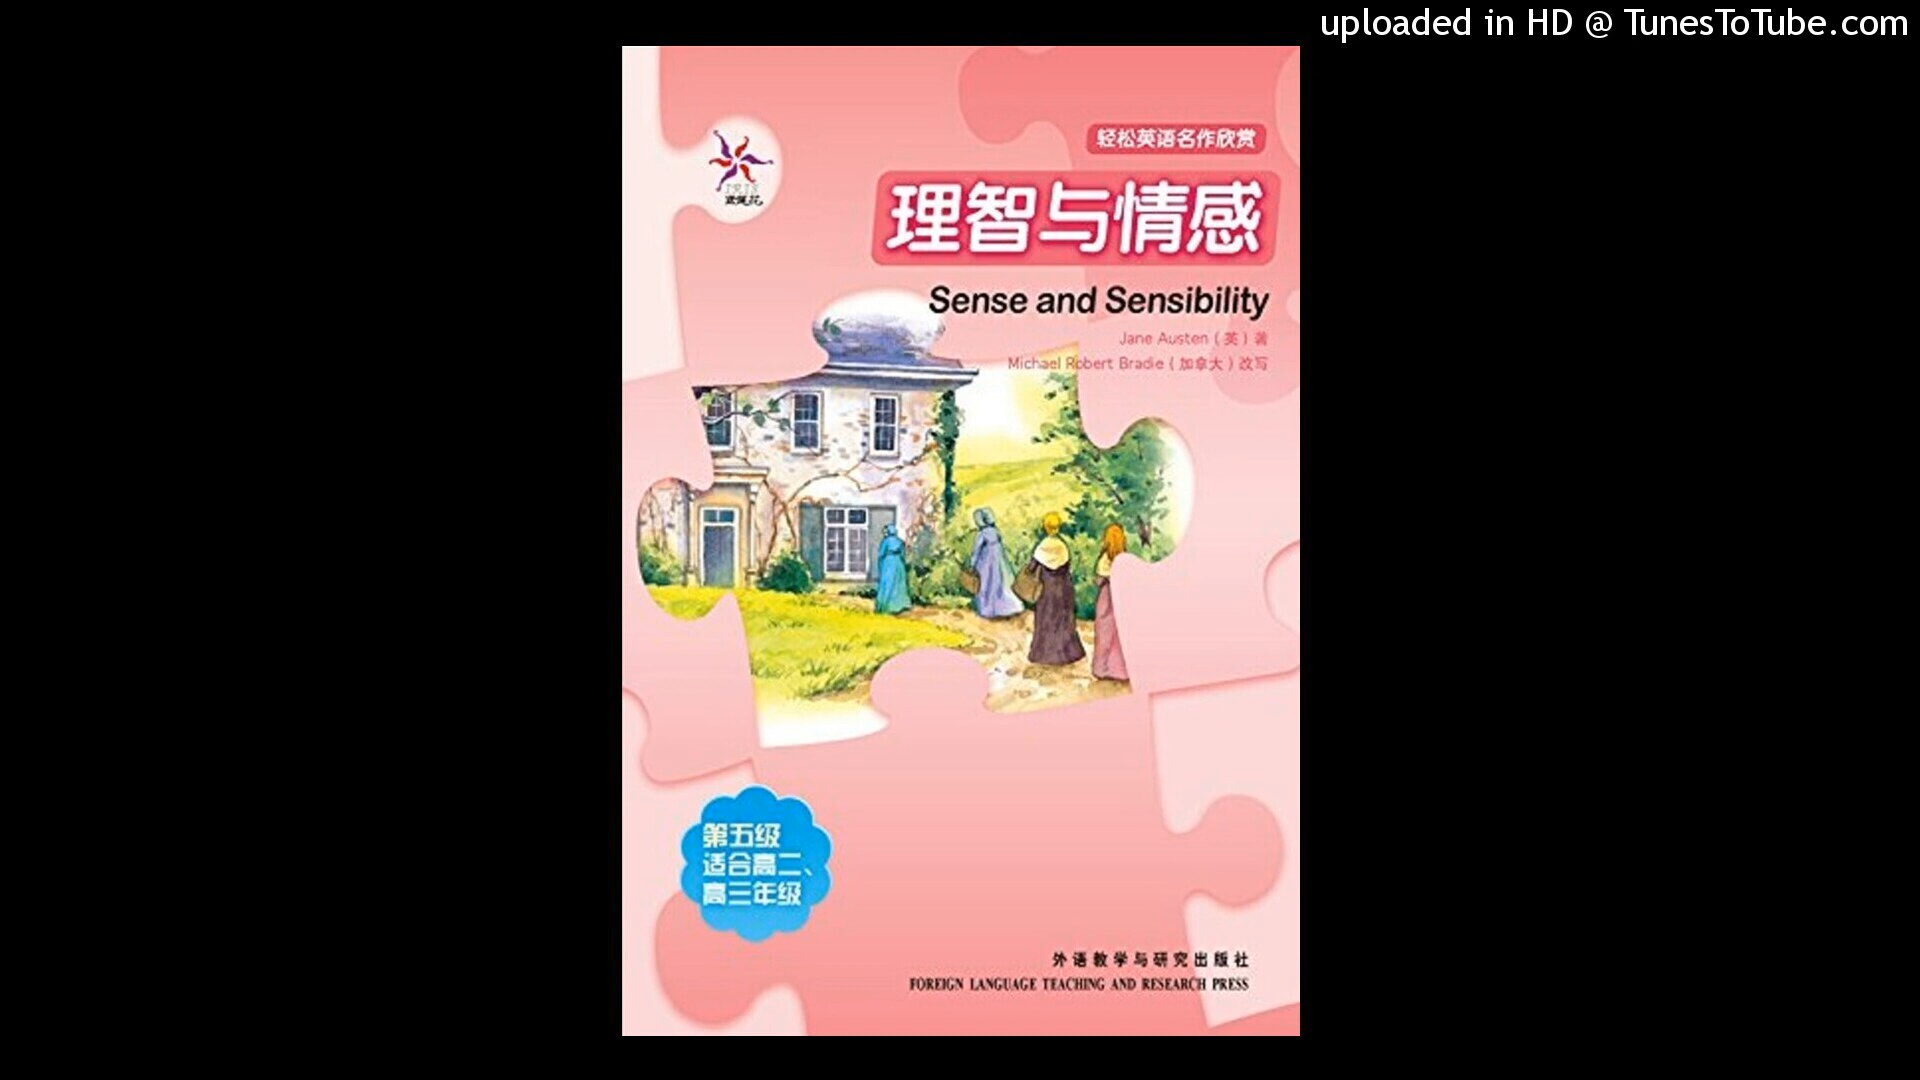 uploaded in HD @ TunesToTube.com
轻松英语名作欣赏
IRIS
理智与情感
Sense and Sensibility
Jane Austen（英）著
Michael Robert Bradie（加拿大）改写
第五级
适合高二、
高三年级
外语教学与研究出版社
FOREIGN LANGUAGE TEACHING AND RESEARCH PRESS